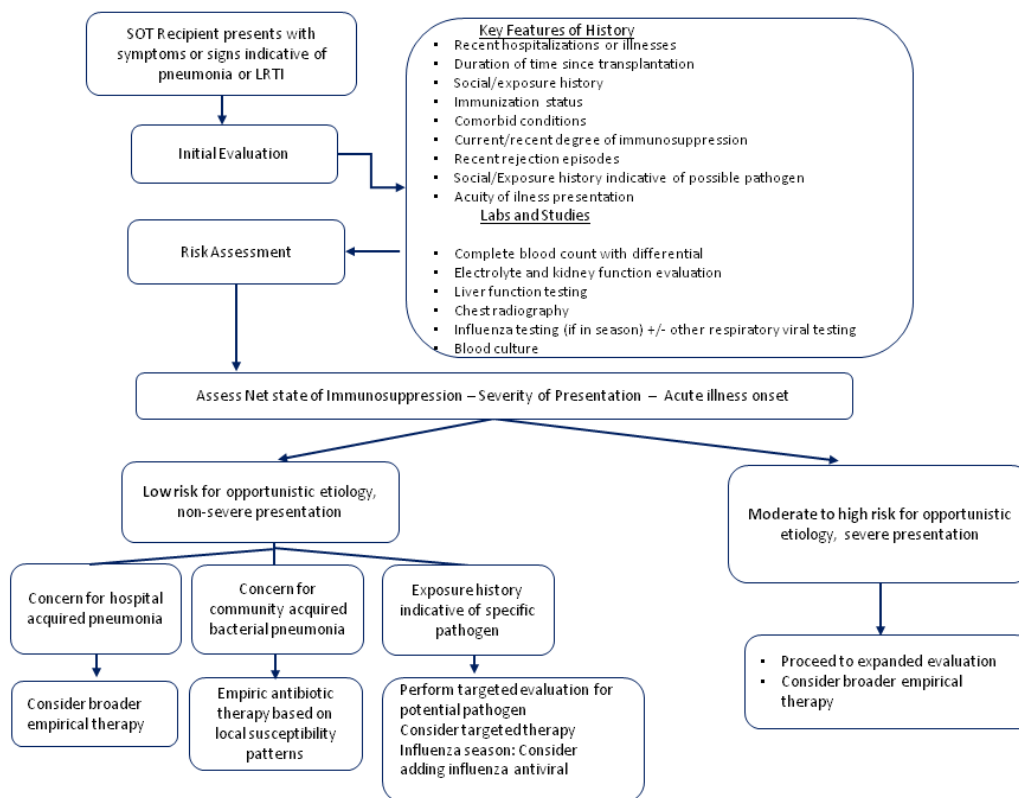 SOT Recipient presents with
symptoms or signs indicative of
pneumonia or LRTI
Initial Evaluation
Key Features of History
▪ Recent hospitalizations or illnesses
▪ Duration of time since transplantation
▪ Social/exposure history
▪ Immunization status
▪ Comorbid conditions
▪ Current/recent degree of immunosuppression
▪ Recent rejection episodes
▪ Social/Exposure history indicative of possible pathogen
▪ Acuity of ilness presentation
Labs and Studies
▪ Complete blood count with differential
▪ Electrolyte and kidney function evaluation
▪ Liver function testing
▪ Chest radiography
▪ Influenza testing (if in season) +/- other respiratory viral testing
▪ Blood culture
Risk Assessment
Assess Net state of Immunosuppression – Severity of Presentation – Acute illness onset
Low risk for opportunistic etiology,
non-severe presentation
Moderate to high risk for opportunistic
etiology, severe presentation
Concern for hospital
acquired pneumonia
Concern for
community acquired
bacterial pneumonia
Exposure history
indicative of specific
pathogen
Consider broader
empirical therapy
Empiric antibiotic
therapy based on
local susceptibility
patterns
Perform targeted evaluation for
potential pathogen
Consider targeted therapy
Influenza season: Consider
adding influenza antiviral
▪ Proceed to expanded evaluation
▪ Consider broader empirical
therapy